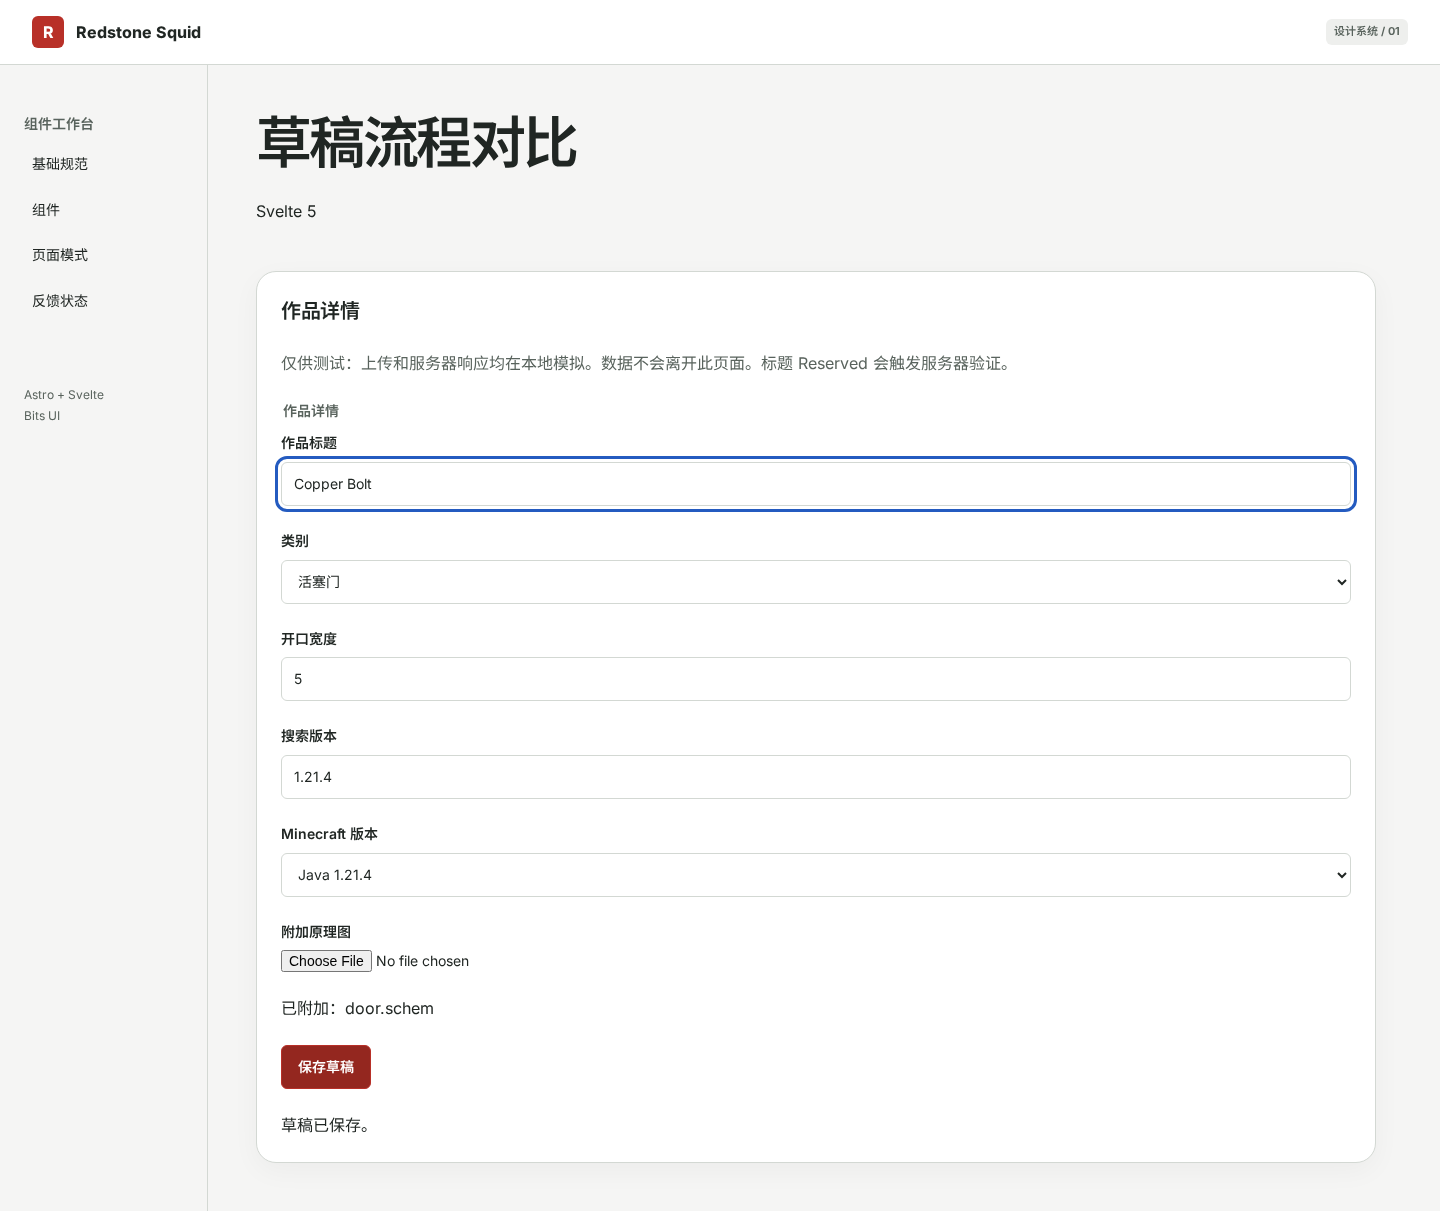 R
Redstone Squid
设计系统 / 01
组件工作台
基础规范
组件
页面模式
反馈状态
Astro + Svelte
Bits UI
草稿流程对比
Svelte 5
作品详情
仅供测试：上传和服务器响应均在本地模拟。数据不会离开此页面。标题 Reserved 会触发服务器验证。
作品详情
作品标题
Copper Bolt
类别
活塞门
开口宽度
5
搜索版本
1.21.4
Minecraft 版本
Java 1.21.4
附加原理图
Choose File No file chosen
已附加：door.schem
保存草稿
草稿已保存。